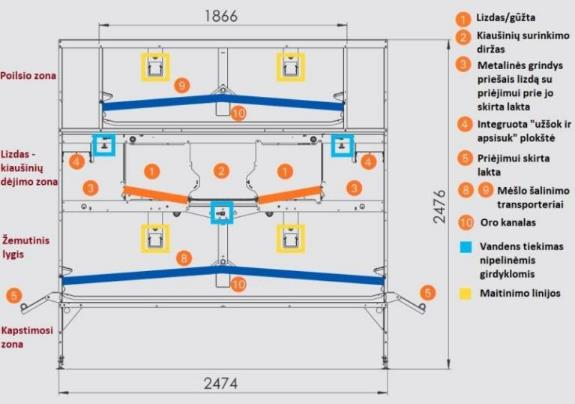 1866
Poilsio zona
9
10
Lizdas -
kiaušinių
dėjimo zona
4
4
1
2
1
3
3
Žemutinis
lygis
8
10
5
5
Kapstimosi
zona
2474
2476
1 Lizdas/gūžta
2 Kiaušinių surinkimo
diržas
3 Metalinės grindys
priešais lizdą su
priėjimui prie jo
skirta lakta
4 Integruota "užšok ir
apsisuk" plokštė
5 Priėjimui skirta
lakta
8 9 Mėšlo šalinimo
transporteriai
10 Oro kanalas
Vandens tiekimas
nipelinėmis
girdyklomis
Maitinimo linijos